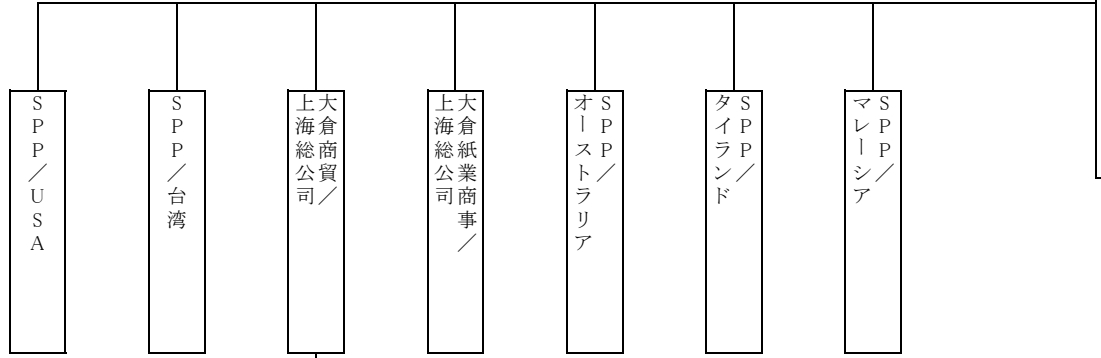 SPP／USA
SPP／台湾
大倉商貿／
上海総公司
大倉紙業商事／
上海総公司
SPP／
オーストラリア
SPP／
タイランド
SPP／
マレーシア